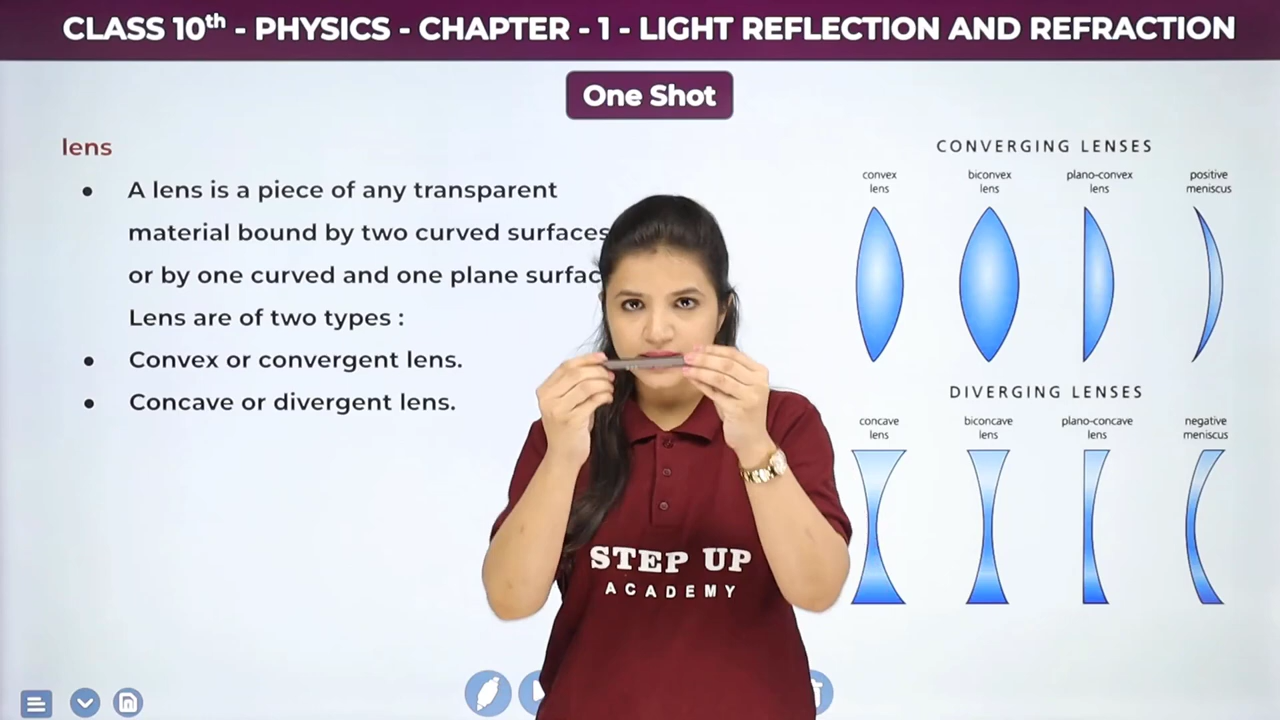 CLASS 10th - PHYSICS - CHAPTER - 1 - LIGHT REFLECTION AND REFRACTION
One Shot
lens
• A lens is a piece of any transparent
material bound by two curved surfaces
or by one curved and one plane surfac
Lens are of two types :
• Convex or convergent lens.
• Concave or divergent lens.
CONVERGING LENSES
convex lens
biconvex lens
plano-convex lens
positive meniscus
DIVERGING LENSES
concave lens
biconcave lens
plano-concave lens
negative meniscus
STEP UP
ACADEMY